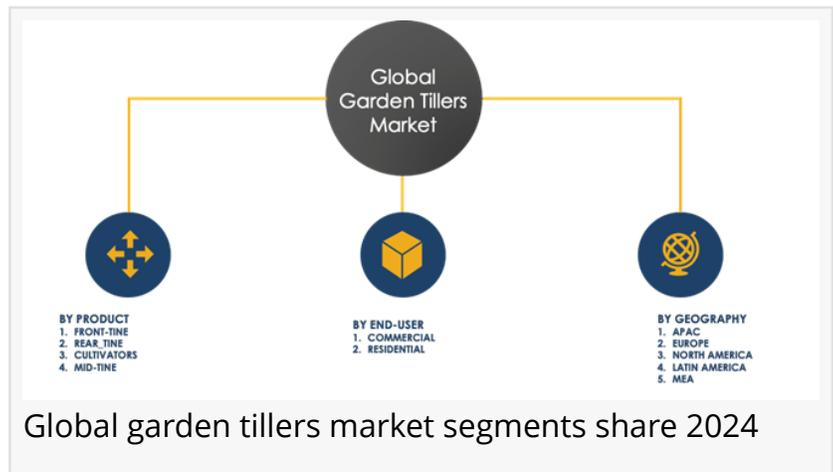 Global
Garden Tillers
Market
BY PRODUCT
1. FRONT-TINE
2. REAR_TINE
3. CULTIVATORS
4. MID-TINE
BY END-USER
1. COMMERCIAL
2. RESIDENTIAL
BY GEOGRAPHY
1. APAC
2. EUROPE
3. NORTH AMERICA
4. LATIN AMERICA
5. MEA
Global garden tillers market segments share 2024